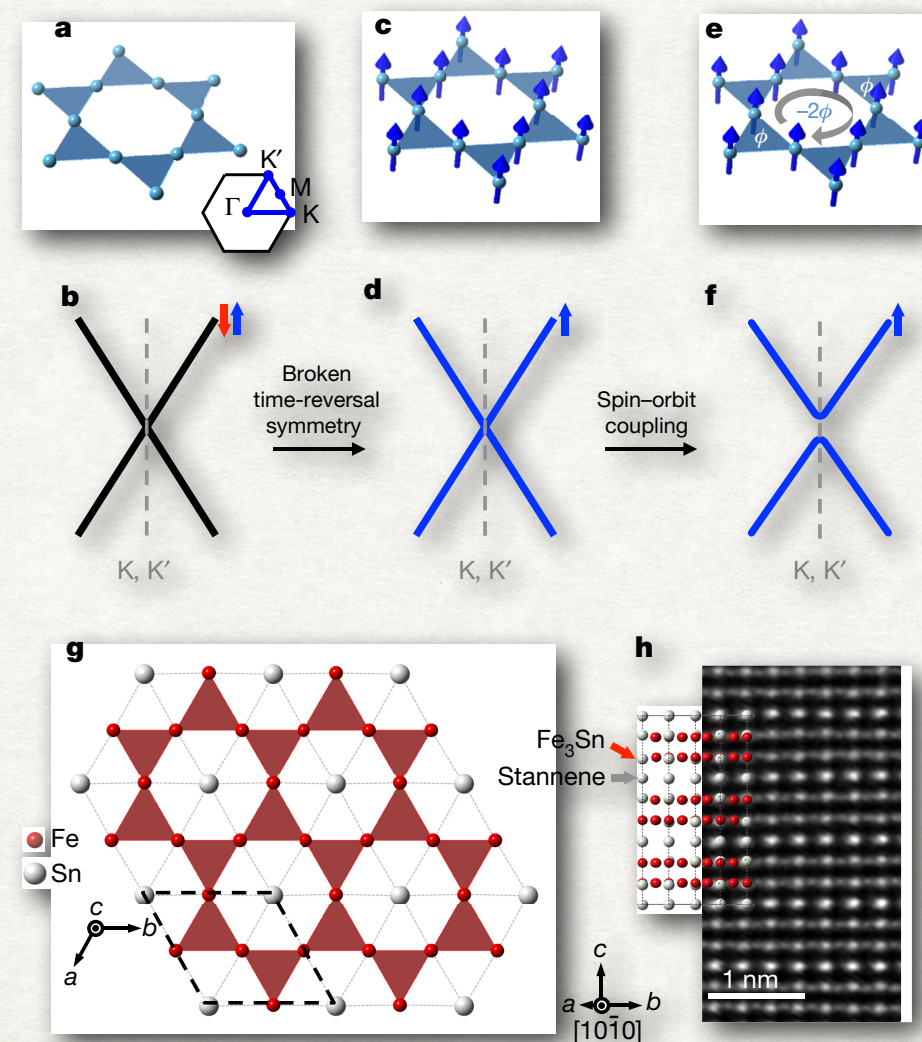 a
c
e
K′
M
Γ
K
ϕ
–2ϕ
ϕ
b
d
f
Broken
time-reversal
symmetry
Spin–orbit
coupling
K, K′
K, K′
K, K′
g
h
Fe₃Sn
Stannene
Fe
Sn
c
b
a
c
a
b
[101̄0]
1 nm